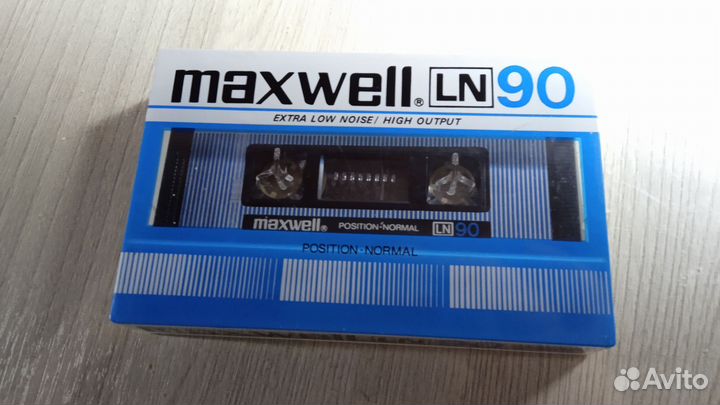 maxwell® LN 90
EXTRA LOW NOISE/ HIGH OUTPUT
maxwell® POSITION-NORMAL LN 90
POSITION-NORMAL
Avito